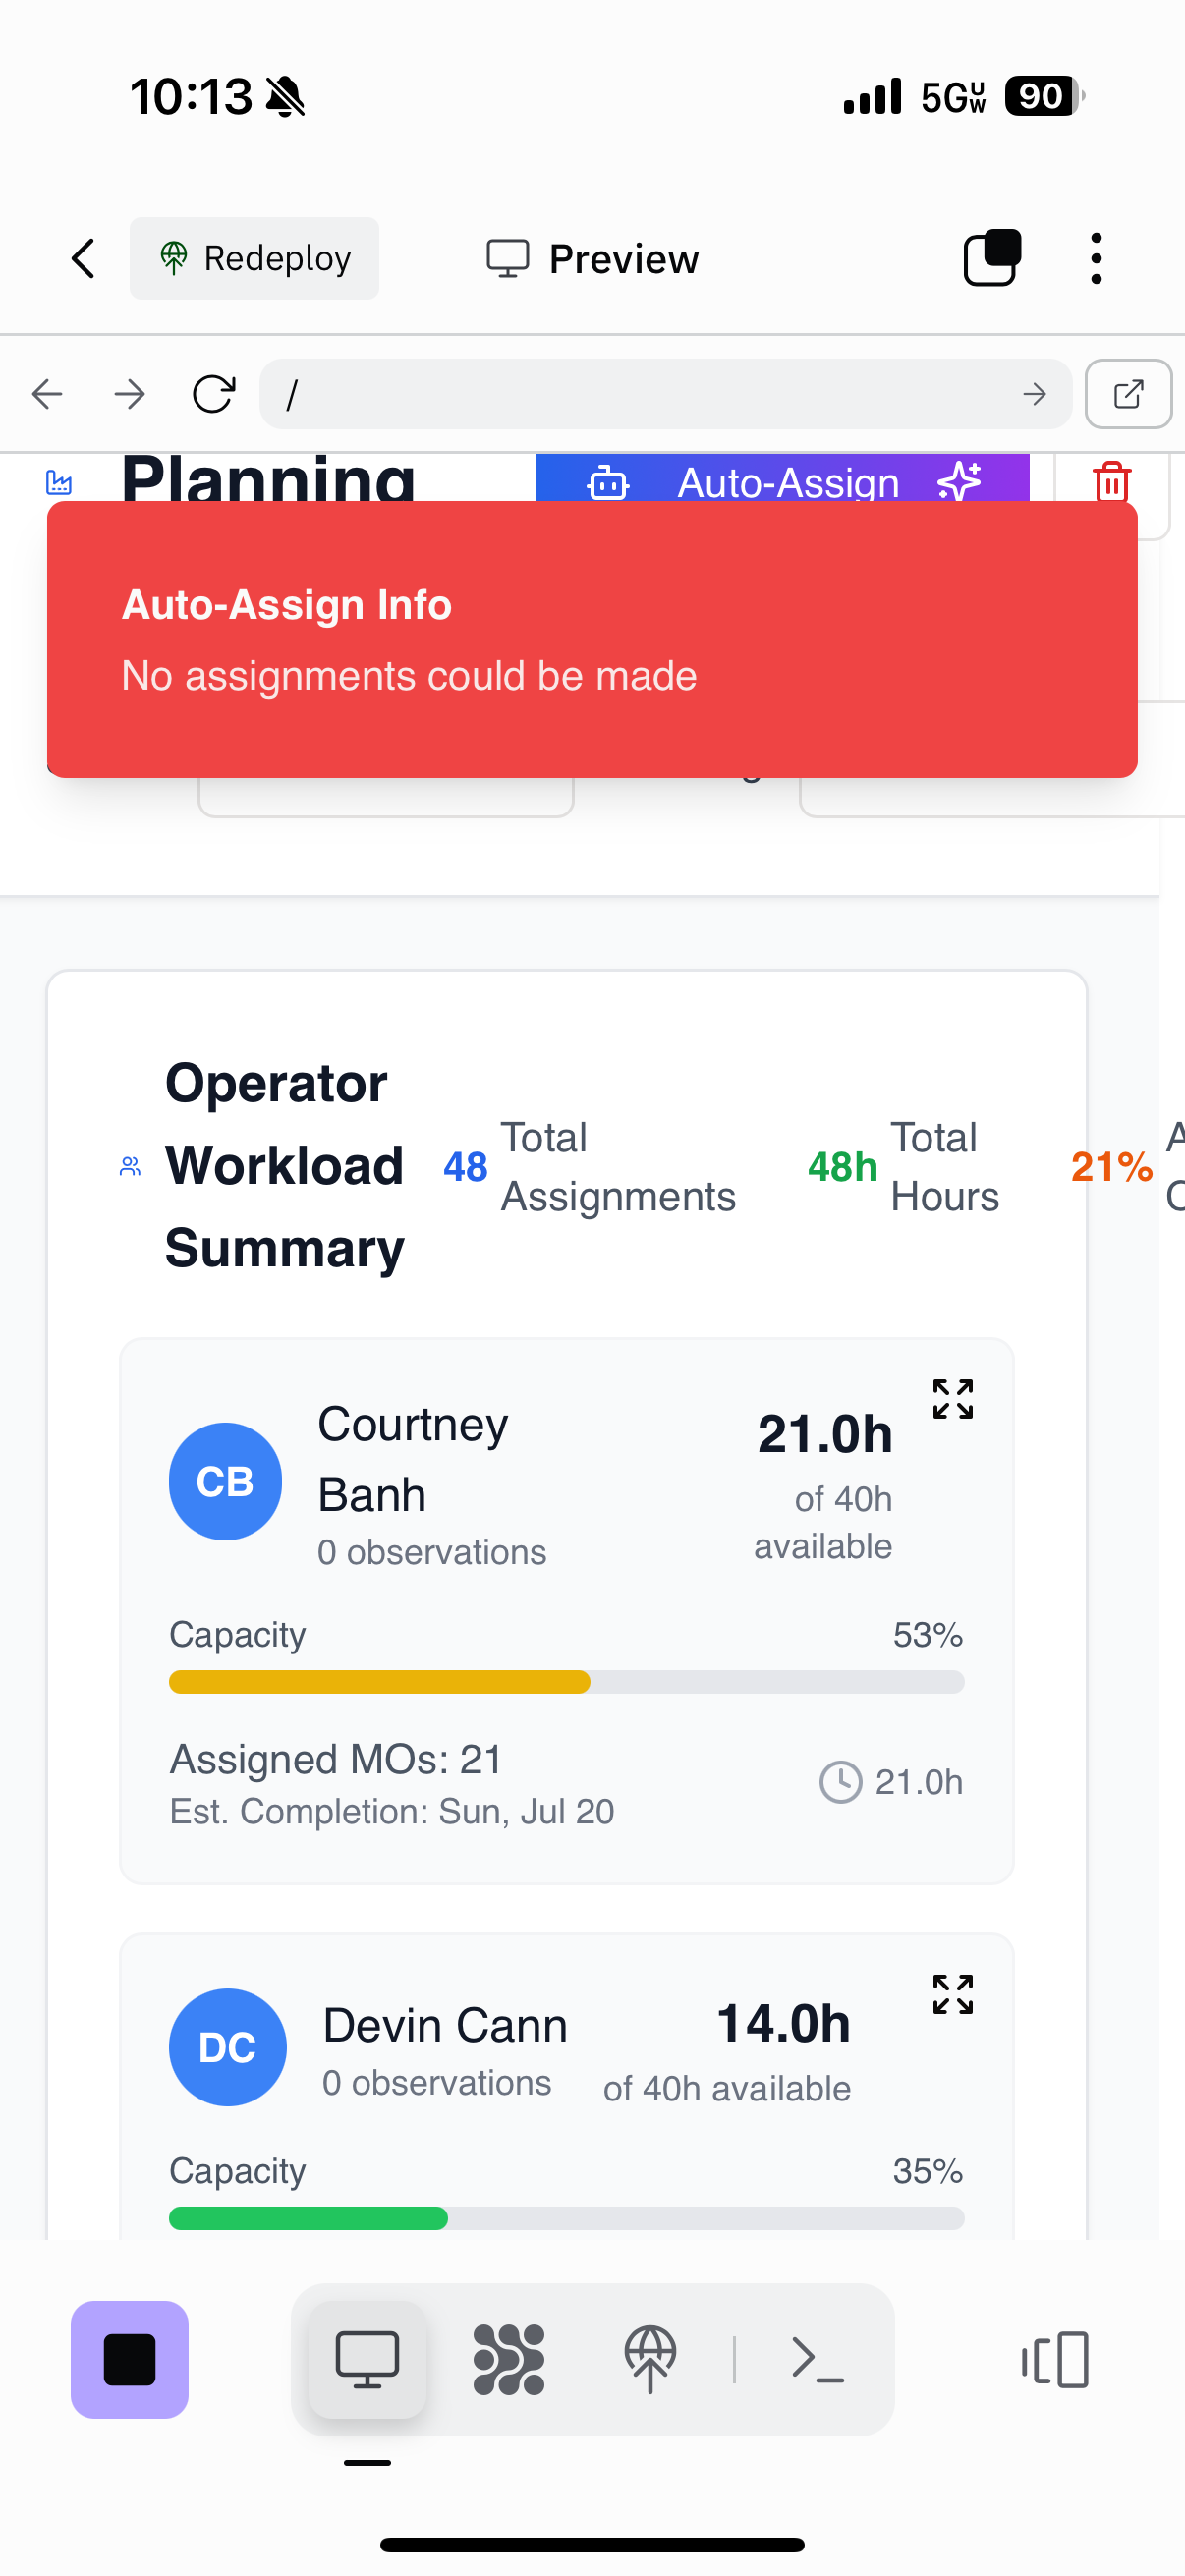 10:13
5GUW
90
Redeploy
Preview
/
Planning
Auto-Assign
Auto-Assign Info
No assignments could be made
Operator
Workload
Summary
48
Total
Assignments
48h
Total
Hours
21%
CB
Courtney
Banh
0 observations
21.0h
of 40h
available
Capacity
53%
Assigned MOs: 21
Est. Completion: Sun, Jul 20
21.0h
DC
Devin Cann
0 observations
14.0h
of 40h available
Capacity
35%